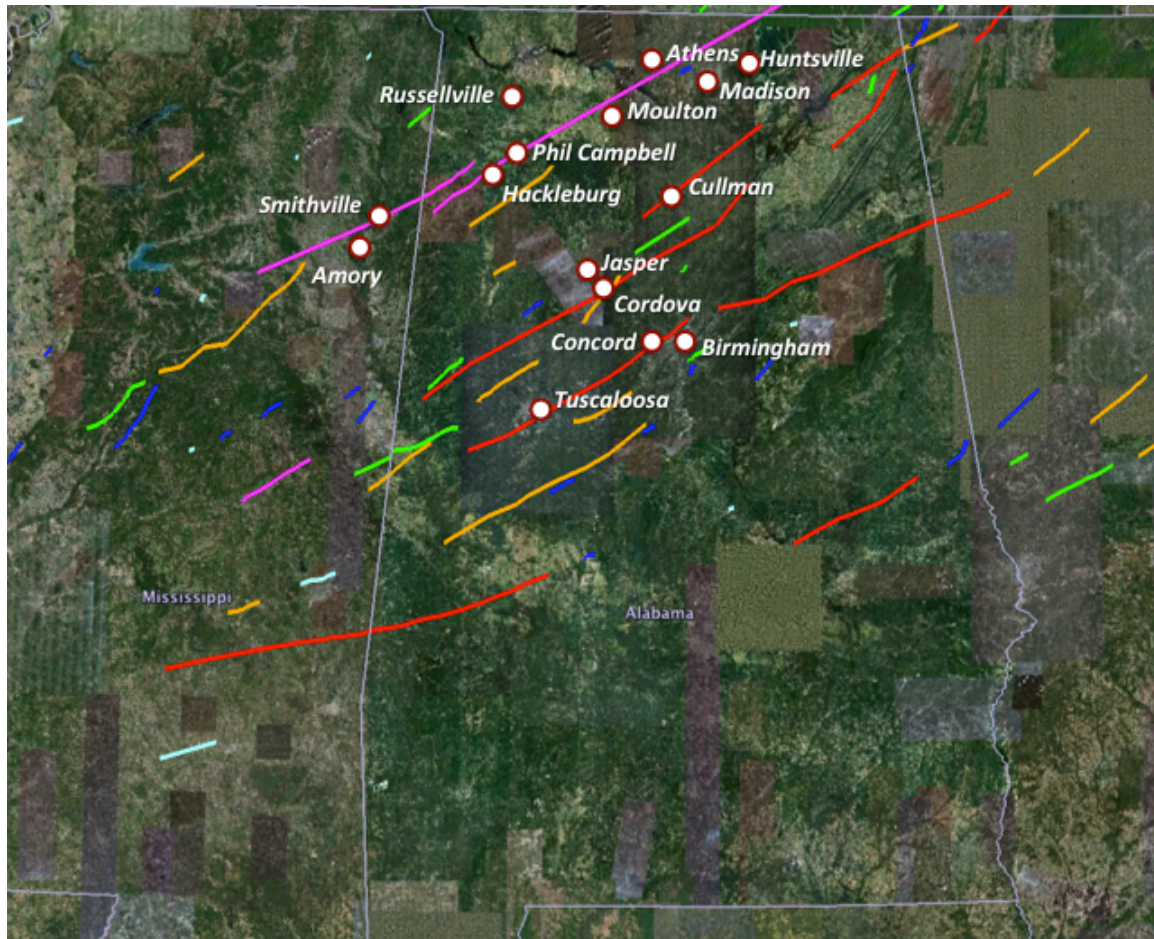 Athens
Huntsville
Madison
Russellville
Moulton
Phil Campbell
Hackleburg
Cullman
Smithville
Amory
Jasper
Cordova
Concord
Birmingham
Tuscaloosa
Mississippi
Alabama